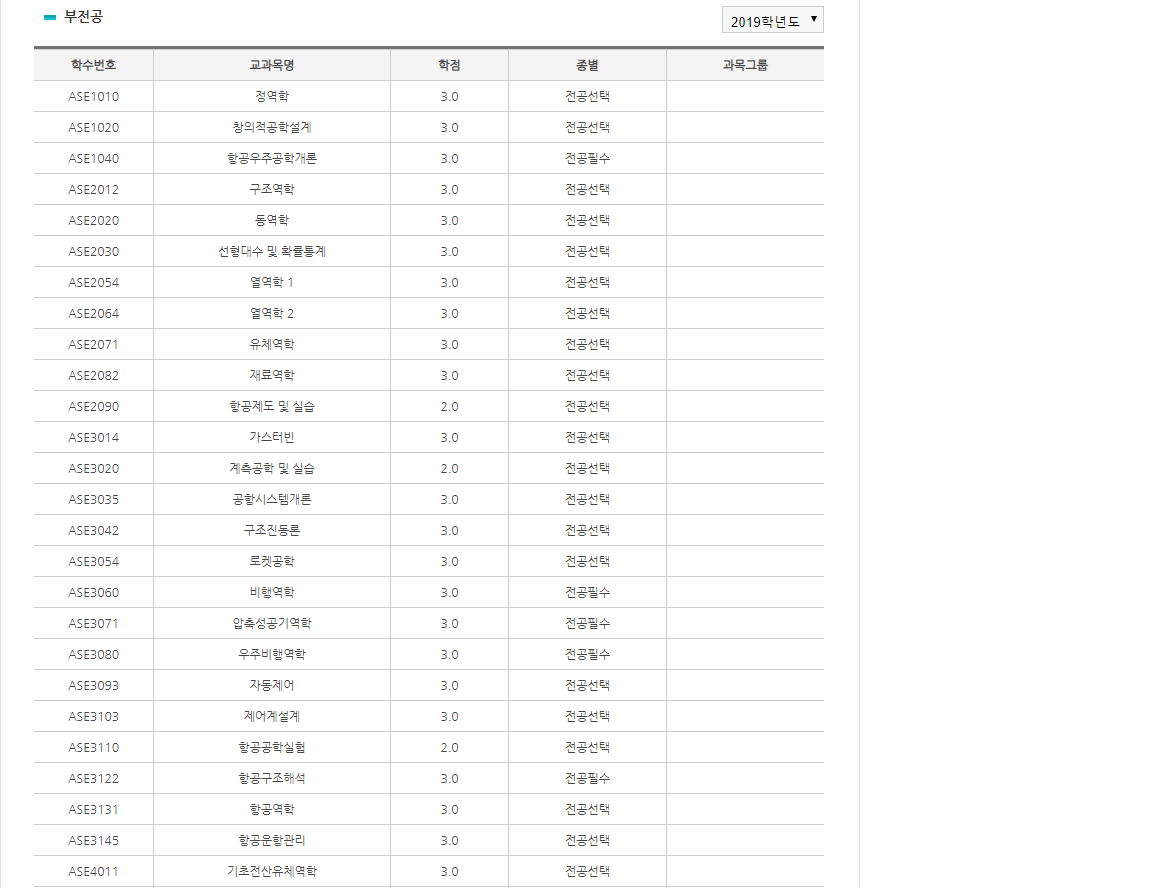 부전공
2019학년도 ▼
학수번호 교과목명 학점 종별 과목그룹
ASE1010 정역학 3.0 전공선택
ASE1020 창의적공학설계 3.0 전공선택
ASE1040 항공우주공학개론 3.0 전공필수
ASE2012 구조역학 3.0 전공선택
ASE2020 동역학 3.0 전공선택
ASE2030 선형대수 및 확률통계 3.0 전공선택
ASE2054 열역학 1 3.0 전공선택
ASE2064 열역학 2 3.0 전공선택
ASE2071 유체역학 3.0 전공선택
ASE2082 재료역학 3.0 전공선택
ASE2090 항공제도 및 실습 2.0 전공선택
ASE3014 가스터빈 3.0 전공선택
ASE3020 계측공학 및 실습 2.0 전공선택
ASE3035 공항시스템개론 3.0 전공선택
ASE3042 구조진동론 3.0 전공선택
ASE3054 로켓공학 3.0 전공선택
ASE3060 비행역학 3.0 전공필수
ASE3071 압축성공기역학 3.0 전공필수
ASE3080 우주비행역학 3.0 전공필수
ASE3093 자동제어 3.0 전공선택
ASE3103 제어계설계 3.0 전공선택
ASE3110 항공공학실험 2.0 전공선택
ASE3122 항공구조해석 3.0 전공필수
ASE3131 항공역학 3.0 전공선택
ASE3145 항공운항관리 3.0 전공선택
ASE4011 기초전산유체역학 3.0 전공선택